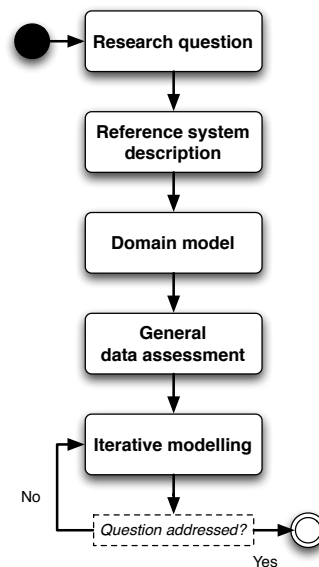 Research question
Reference system
description
Domain model
General
data assessment
Iterative modelling
No
Question addressed?
Yes